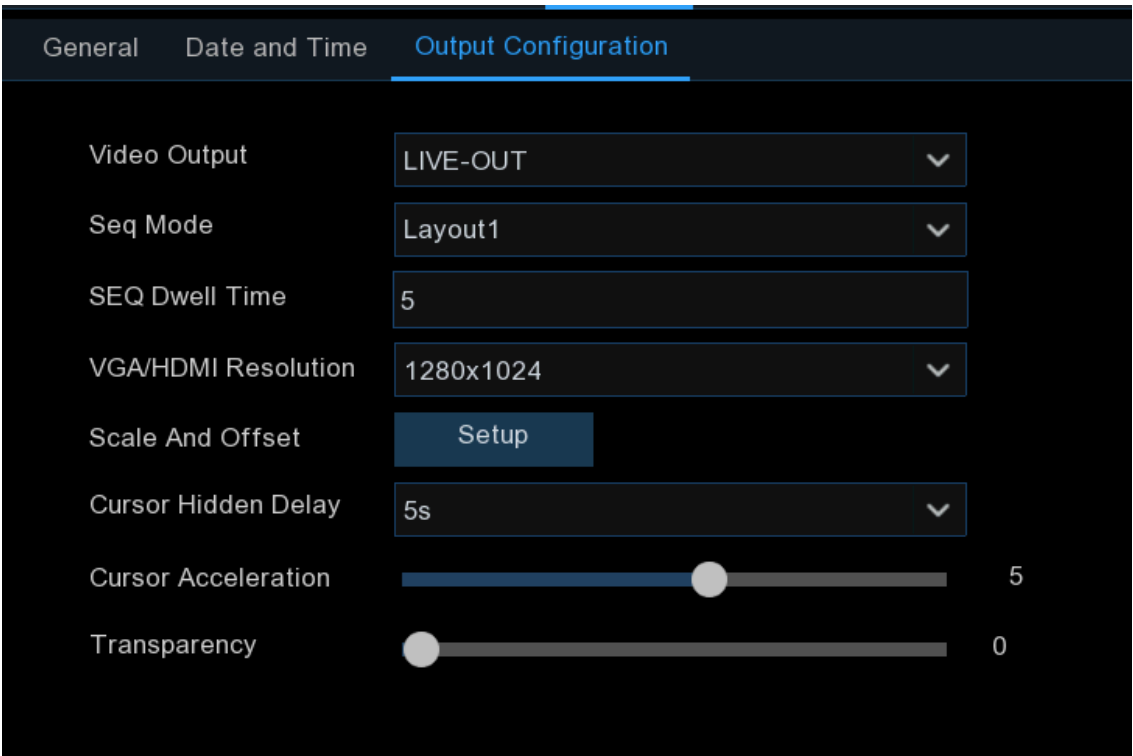 General Date and Time Output Configuration
Video Output LIVE-OUT
Seq Mode Layout1
SEQ Dwell Time 5
VGA/HDMI Resolution 1280x1024
Scale And Offset Setup
Cursor Hidden Delay 5s
Cursor Acceleration 5
Transparency 0